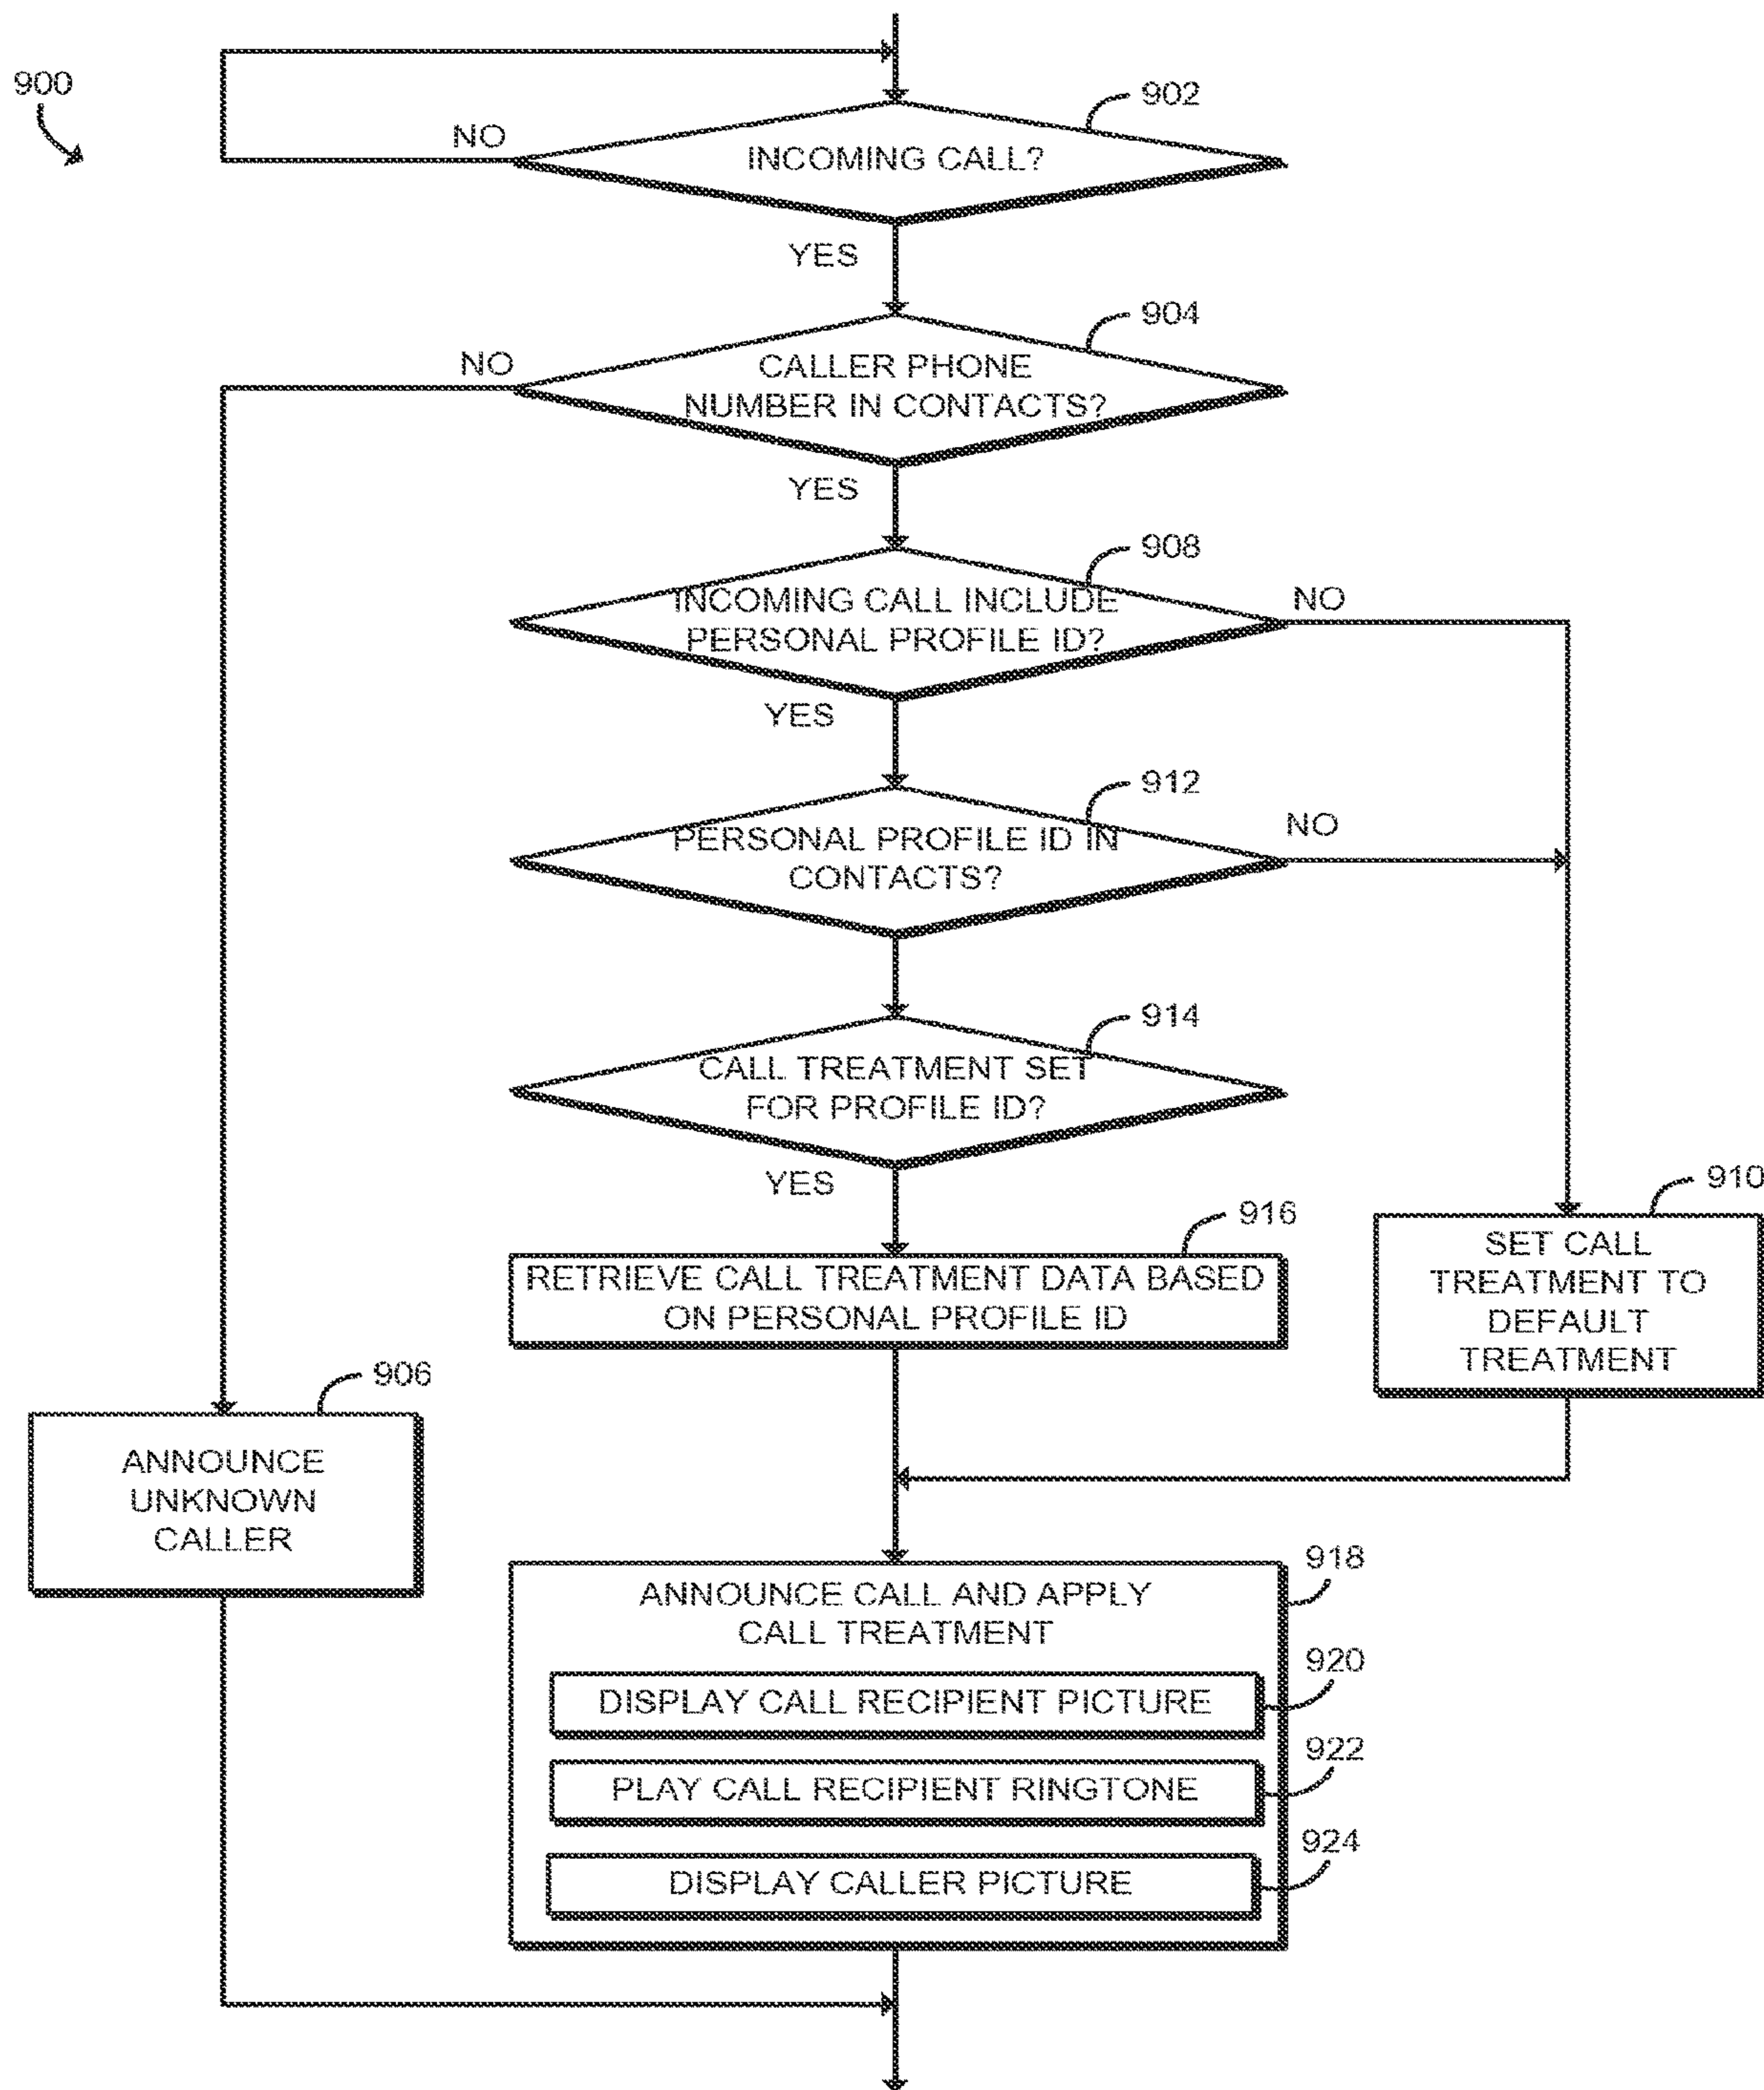 900
902
NO
INCOMING CALL?
YES
904
NO
CALLER PHONE
NUMBER IN CONTACTS?
YES
908
INCOMING CALL INCLUDE
PERSONAL PROFILE ID?
NO
YES
912
PERSONAL PROFILE ID IN
CONTACTS?
NO
914
CALL TREATMENT SET
FOR PROFILE ID?
YES
916
RETRIEVE CALL TREATMENT DATA BASED
ON PERSONAL PROFILE ID
910
SET CALL
TREATMENT TO
DEFAULT
TREATMENT
906
ANNOUNCE
UNKNOWN
CALLER
918
ANNOUNCE CALL AND APPLY
CALL TREATMENT
920
DISPLAY CALL RECIPIENT PICTURE
922
PLAY CALL RECIPIENT RINGTONE
924
DISPLAY CALLER PICTURE